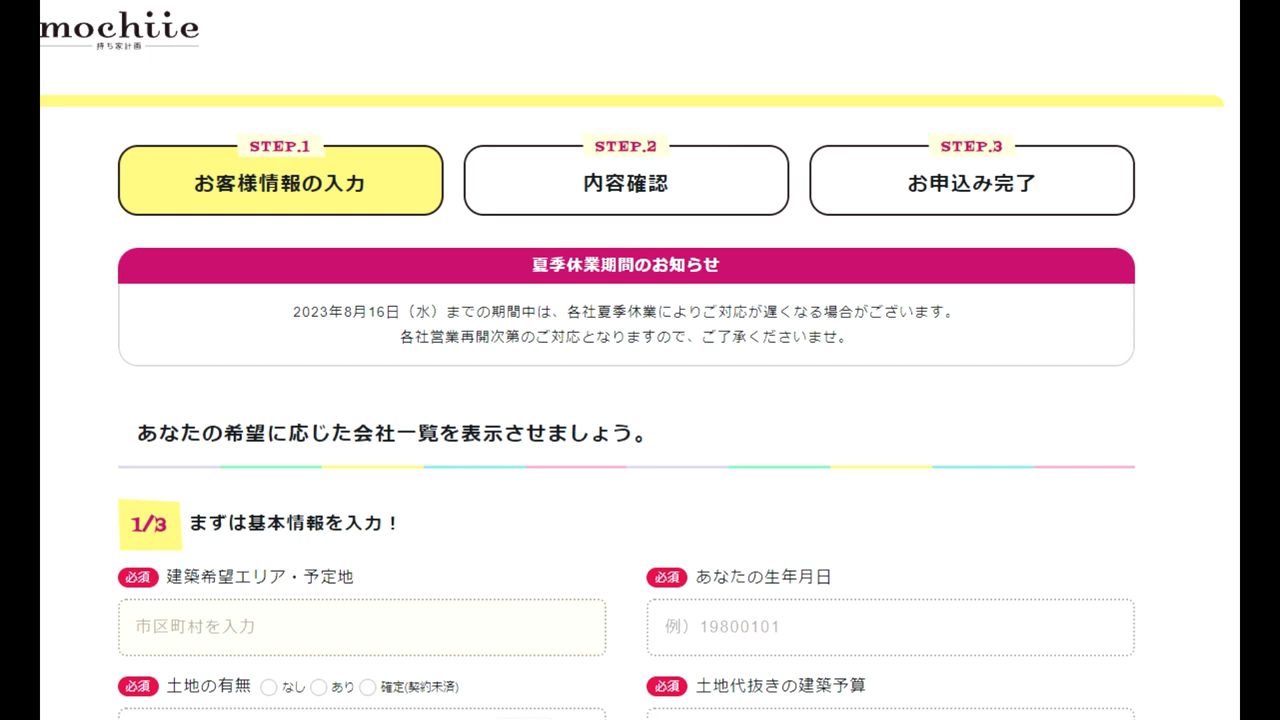 mochiie
持ち家計画
STEP.1
お客様情報の入力
STEP.2
内容確認
STEP.3
お申込み完了
夏季休業期間のお知らせ
2023年8月16日（水）までの期間中は、各社夏季休業によりご対応が遅くなる場合がございます。
各社営業再開次第のご対応となりますので、ご了承くださいませ。
あなたの希望に応じた会社一覧を表示させましょう。
1/3 まずは基本情報を入力！
必須 建築希望エリア・予定地
市区町村を入力
必須 あなたの生年月日
例）19800101
必須 土地の有無 なし あり 確定(契約未済)
必須 土地代抜きの建築予算